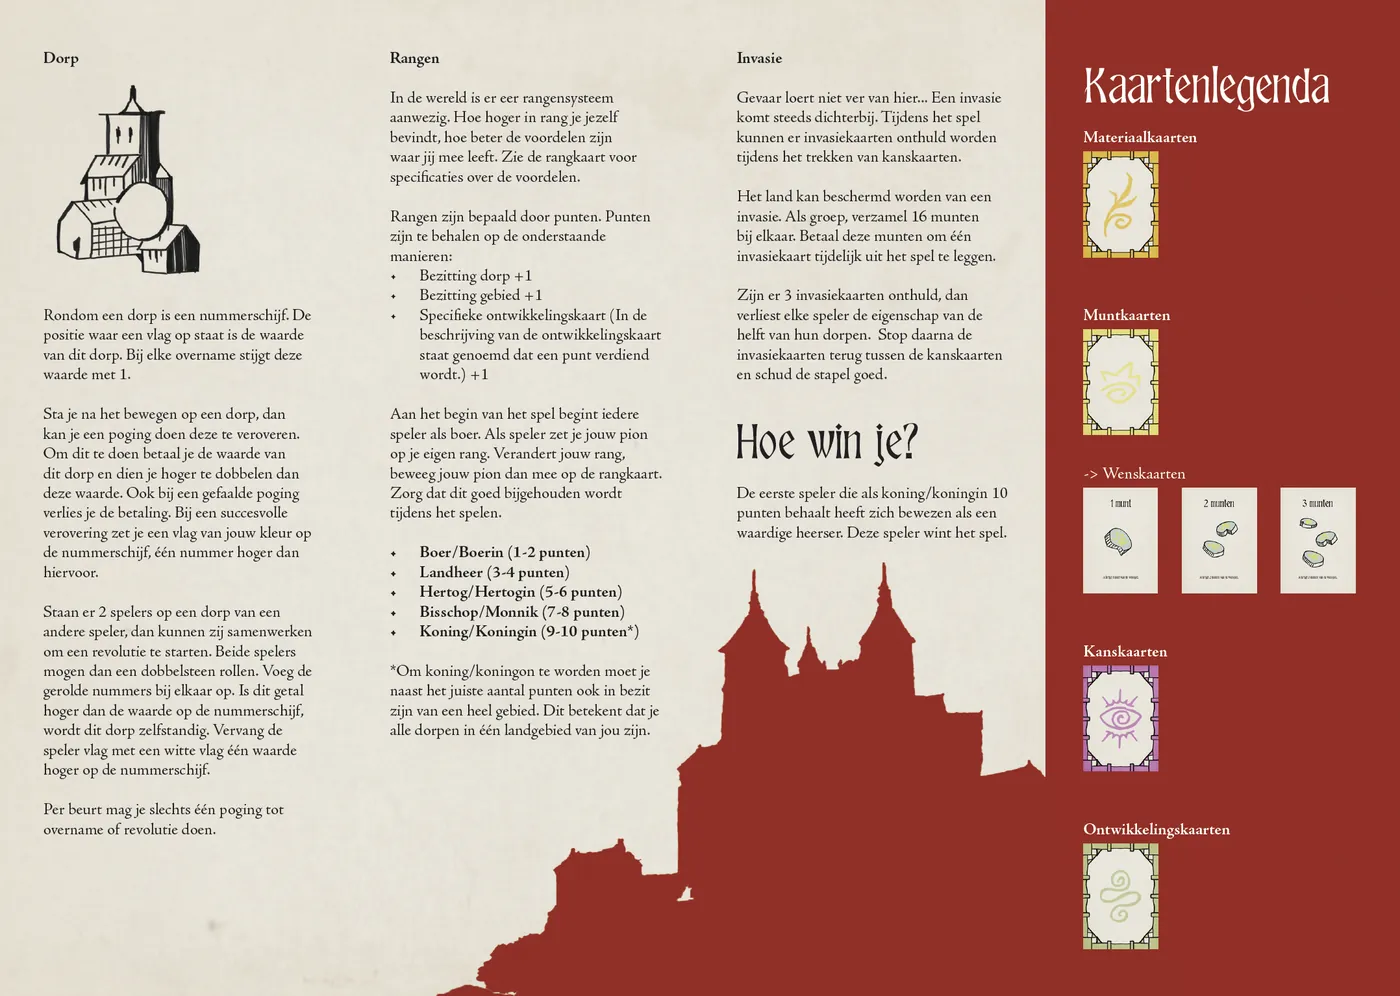 Dorp
Rondom een dorp is een nummerschijf. De
positie waar een vlag op staat is de waarde
van dit dorp. Bij elke overname stijgt deze
waarde met 1.
Sta je na het bewegen op een dorp, dan
kan je een poging doen deze te veroveren.
Om dit te doen betaal je de waarde van
dit dorp en dien je hoger te dobbelen dan
deze waarde. Ook bij een gefaalde poging
verlies je de betaling. Bij een succesvolle
verovering zet je een vlag van jouw kleur op
de nummerschijf, één nummer hoger dan
hiervoor.
Staan er 2 spelers op een dorp van een
andere speler, dan kunnen zij samenwerken
om een revolutie te starten. Beide spelers
mogen dan een dobbelsteen rollen. Voeg de
gerolde nummers bij elkaar op. Is dit getal
hoger dan de waarde op de nummerschijf,
wordt dit dorp zelfstandig. Vervang de
speler vlag met een witte vlag één waarde
hoger op de nummerschijf.
Per beurt mag je slechts één poging tot
overname of revolutie doen.
Rangen
In de wereld is er eer rangensysteem
aanwezig. Hoe hoger in rang je jezelf
bevindt, hoe beter de voordelen zijn
waar jij mee leeft. Zie de rangkaart voor
specificaties over de voordelen.
Rangen zijn bepaald door punten. Punten
zijn te behalen op de onderstaande
manieren:
Bezitting dorp +1
Bezitting gebied +1
Specifieke ontwikkelingskaart (In de
beschrijving van de ontwikkelingskaart
staat genoemd dat een punt verdiend
wordt.) +1
Aan het begin van het spel begint iedere
speler als boer. Als speler zet je jouw pion
op je eigen rang. Verandert jouw rang,
beweeg jouw pion dan mee op de rangkaart.
Zorg dat dit goed bijgehouden wordt
tijdens het spelen.
Boer/Boerin (1-2 punten)
Landheer (3-4 punten)
Hertog/Hertogin (5-6 punten)
Bisschop/Monnik (7-8 punten)
Koning/Koningin (9-10 punten*)
*Om koning/koningon te worden moet je
naast het juiste aantal punten ook in bezit
zijn van een heel gebied. Dit betekent dat je
alle dorpen in één landgebied van jou zijn.
Invasie
Gevaar loert niet ver van hier... Een invasie
komt steeds dichterbij. Tijdens het spel
kunnen er invasiekaarten onthuld worden
tijdens het trekken van kanskaarten.
Het land kan beschermd worden van een
invasie. Als groep, verzamel 16 munten
bij elkaar. Betaal deze munten om één
invasiekaart tijdelijk uit het spel te leggen.
Zijn er 3 invasiekaarten onthuld, dan
verliest elke speler de eigenschap van de
helft van hun dorpen. Stop daarna de
invasiekaarten terug tussen de kanskaarten
en schud de stapel goed.
Hoe win je?
De eerste speler die als koning/koningin 10
punten behaalt heeft zich bewezen als een
waardige heerser. Deze speler wint het spel.
Kaartenlegenda
Materiaalkaarten
Muntkaarten
-> Wenskaarten
1 munt
2 munten
3 munten
Kanskaarten
Ontwikkelingskaarten